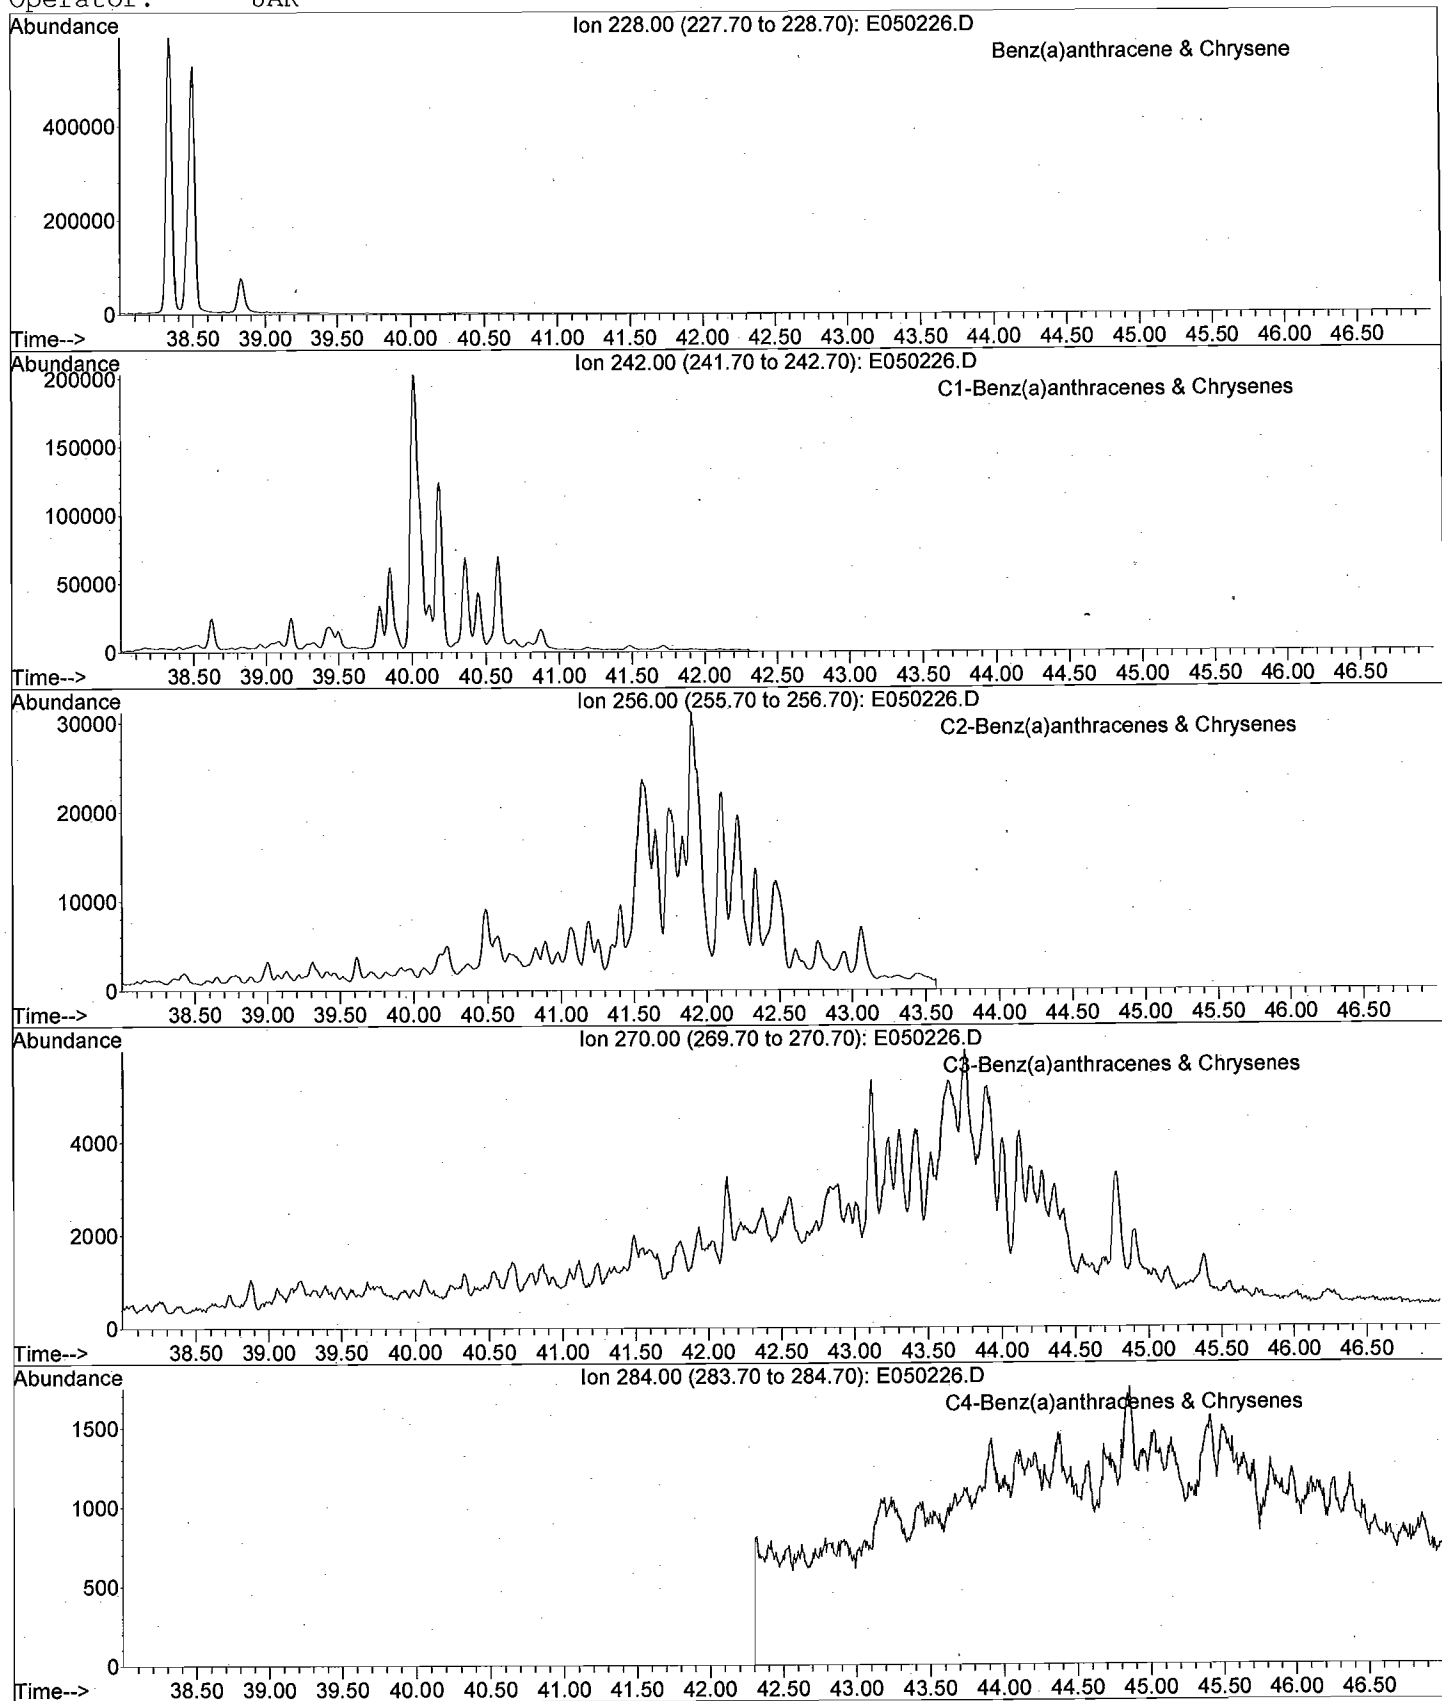 Operator: JAR
Abundance
Ion 228.00 (227.70 to 228.70): E050226.D
Benz(a)anthracene & Chrysene
400000
200000
0
Time--> 38.50 39.00 39.50 40.00 40.50 41.00 41.50 42.00 42.50 43.00 43.50 44.00 44.50 45.00 45.50 46.00 46.50
Abundance
Ion 242.00 (241.70 to 242.70): E050226.D
200000
C1-Benz(a)anthracenes & Chrysenes
150000
100000
50000
0
Time--> 38.50 39.00 39.50 40.00 40.50 41.00 41.50 42.00 42.50 43.00 43.50 44.00 44.50 45.00 45.50 46.00 46.50
Abundance
Ion 256.00 (255.70 to 256.70): E050226.D
30000
C2-Benz(a)anthracenes & Chrysenes
20000
10000
0
Time--> 38.50 39.00 39.50 40.00 40.50 41.00 41.50 42.00 42.50 43.00 43.50 44.00 44.50 45.00 45.50 46.00 46.50
Abundance
Ion 270.00 (269.70 to 270.70): E050226.D
C3-Benz(a)anthracenes & Chrysenes
4000
2000
0
Time--> 38.50 39.00 39.50 40.00 40.50 41.00 41.50 42.00 42.50 43.00 43.50 44.00 44.50 45.00 45.50 46.00 46.50
Abundance
Ion 284.00 (283.70 to 284.70): E050226.D
C4-Benz(a)anthracenes & Chrysenes
1500
1000
500
0
Time--> 38.50 39.00 39.50 40.00 40.50 41.00 41.50 42.00 42.50 43.00 43.50 44.00 44.50 45.00 45.50 46.00 46.50